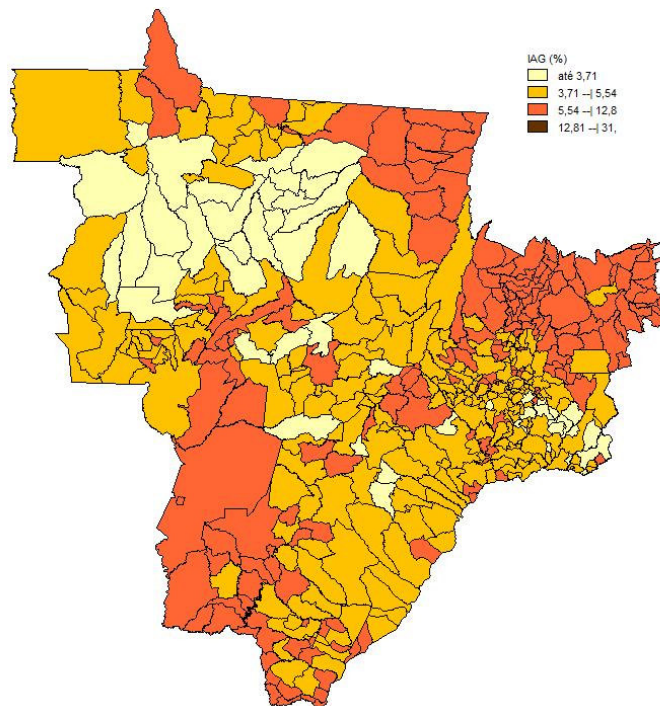 IAG (%)
até 3,71
3,71 --| 5,54
5,54 --| 12,8
12,81 --| 31,